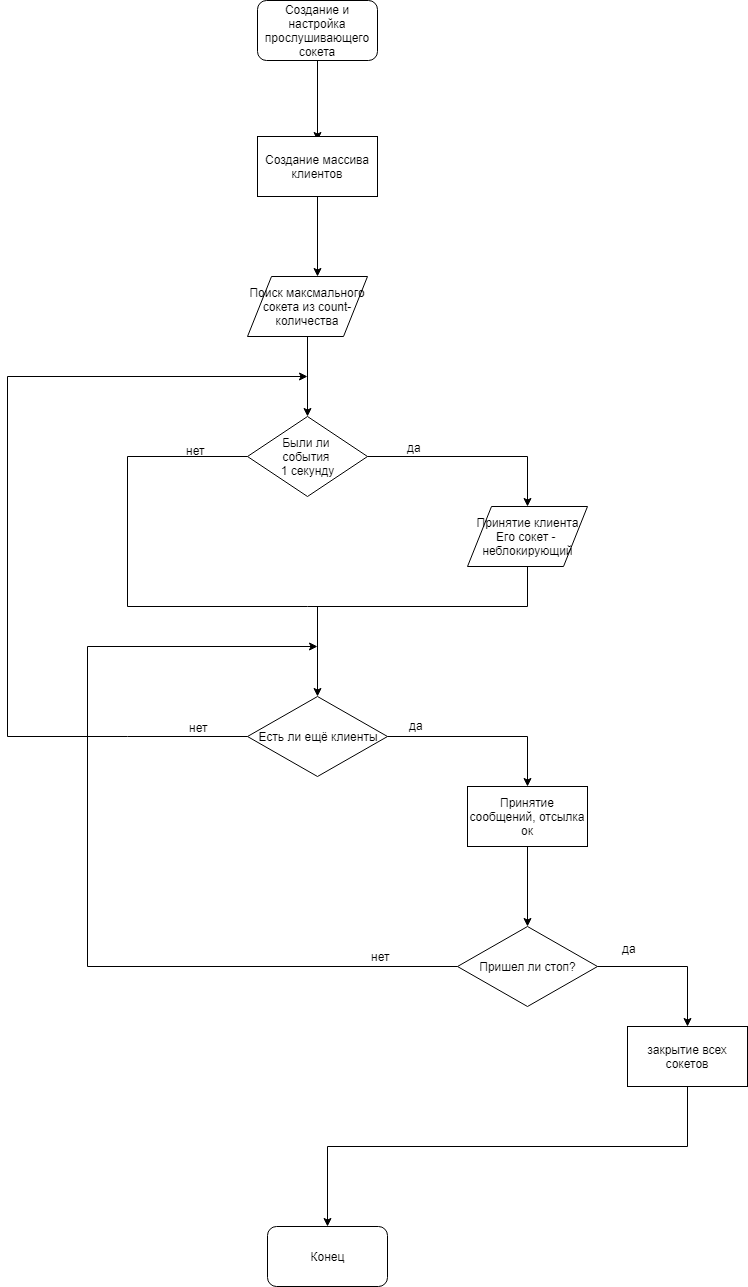 Создание и
настройка
прослушивающего
сокета
Создание массива
клиентов
Поиск максмального
сокета из count-
количества
Были ли
события
1 секунду
нет
да
Принятие клиента
Его сокет -
неблокирующий
Есть ли ещё клиенты
нет
да
Принятие
сообщений, отсылка
ок
Пришел ли стоп?
нет
да
закрытие всех
сокетов
Конец